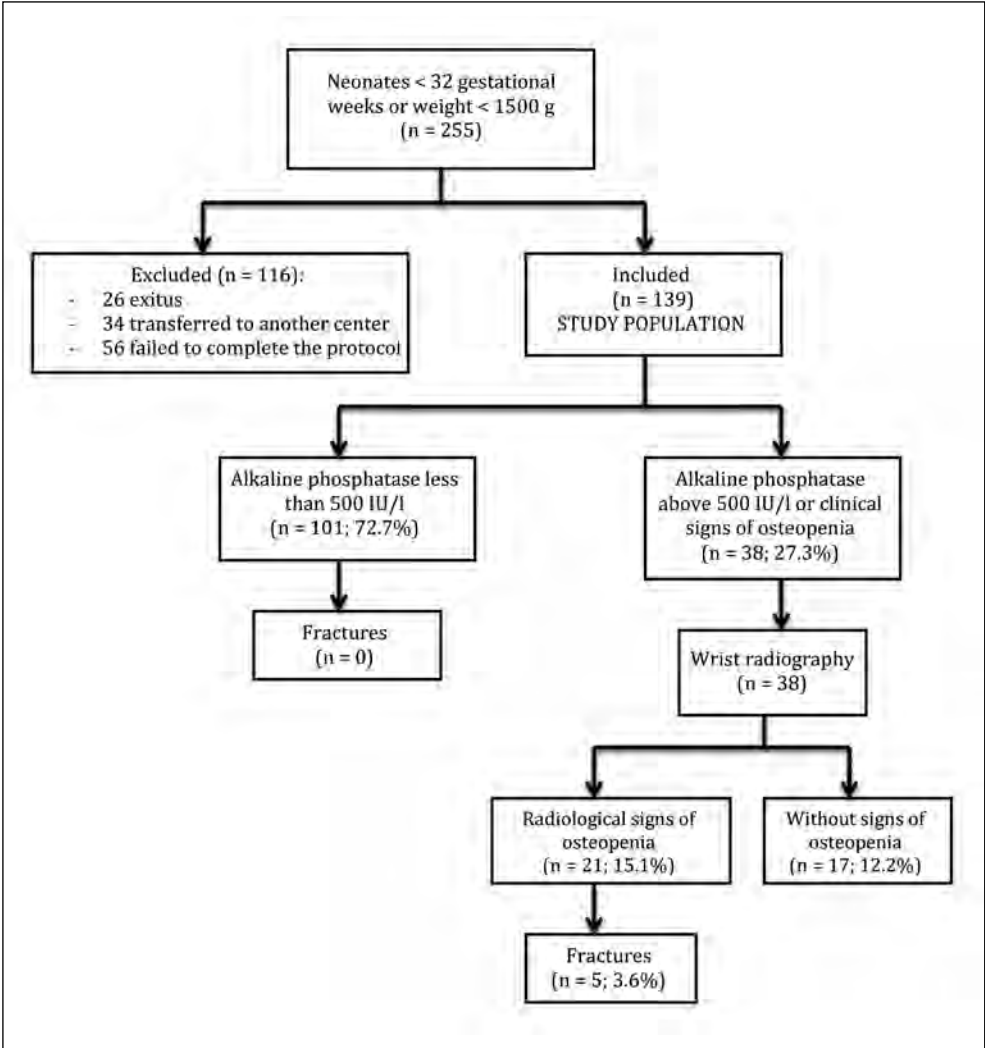 Neonates < 32 gestational
weeks or weight < 1500 g
(n = 255)
Excluded (n = 116):
- 26 exitus
- 34 transferred to another center
- 56 failed to complete the protocol
Included
(n = 139)
STUDY POPULATION
Alkaline phosphatase less
than 500 IU/l
(n = 101; 72.7%)
Alkaline phosphatase
above 500 IU/l or clinical
signs of osteopenia
(n = 38; 27.3%)
Fractures
(n = 0)
Wrist radiography
(n = 38)
Radiological signs of
osteopenia
(n = 21; 15.1%)
Without signs of
osteopenia
(n = 17; 12.2%)
Fractures
(n = 5; 3.6%)